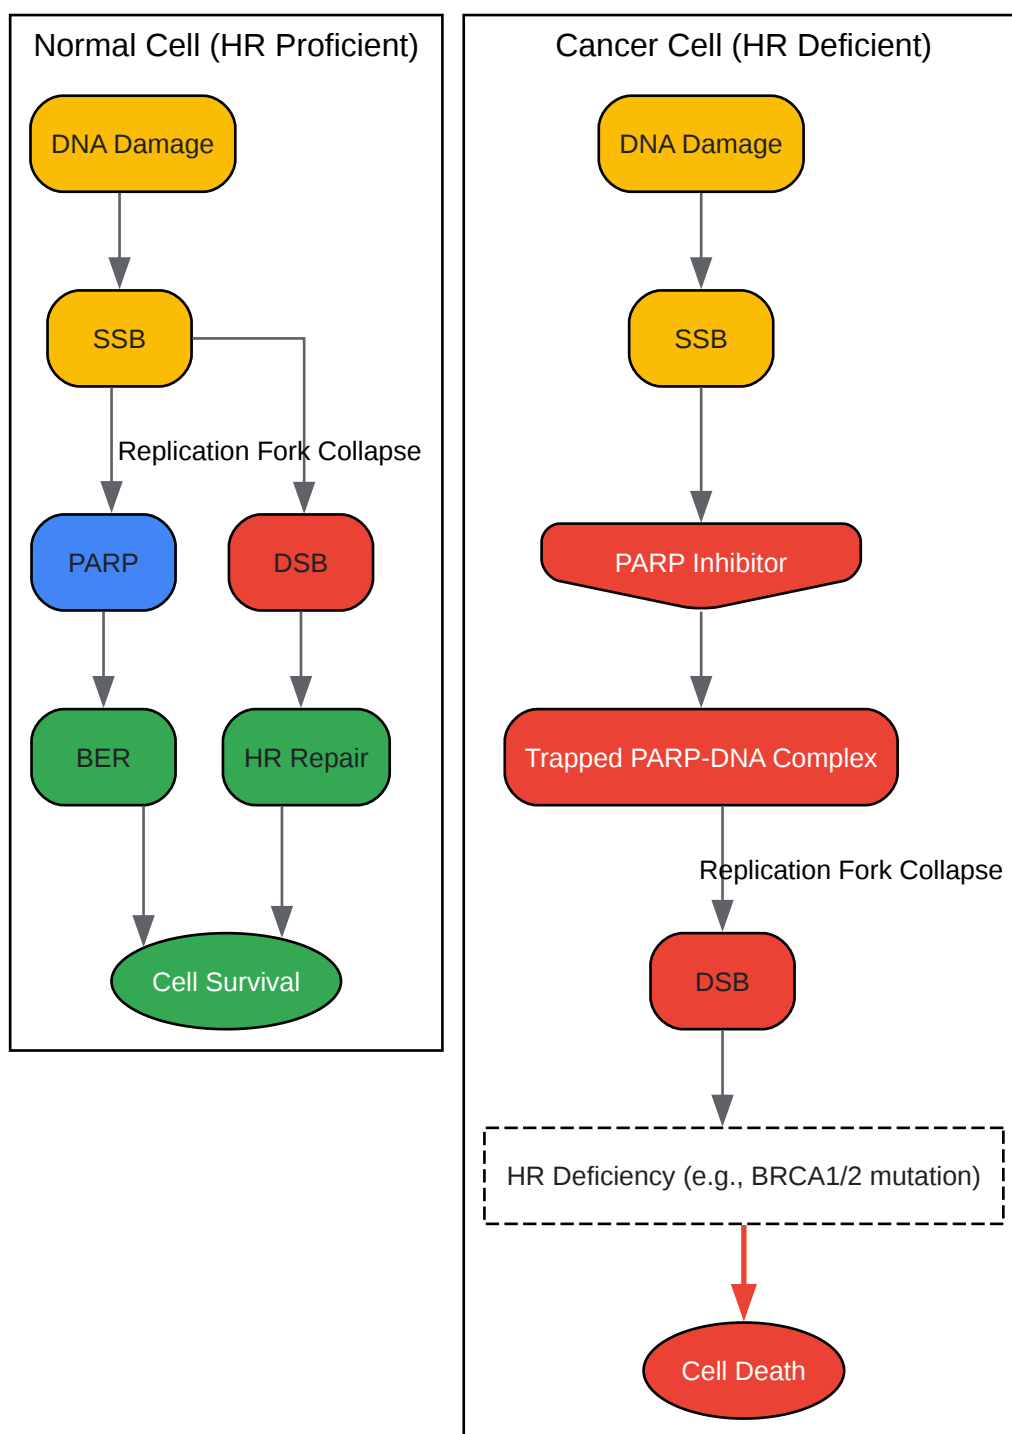 Normal Cell (HR Proficient)
DNA Damage
SSB
Replication Fork Collapse
PARP
DSB
BER
HR Repair
Cell Survival
Cancer Cell (HR Deficient)
DNA Damage
SSB
PARP Inhibitor
Trapped PARP-DNA Complex
Replication Fork Collapse
DSB
HR Deficiency (e.g., BRCA1/2 mutation)
Cell Death